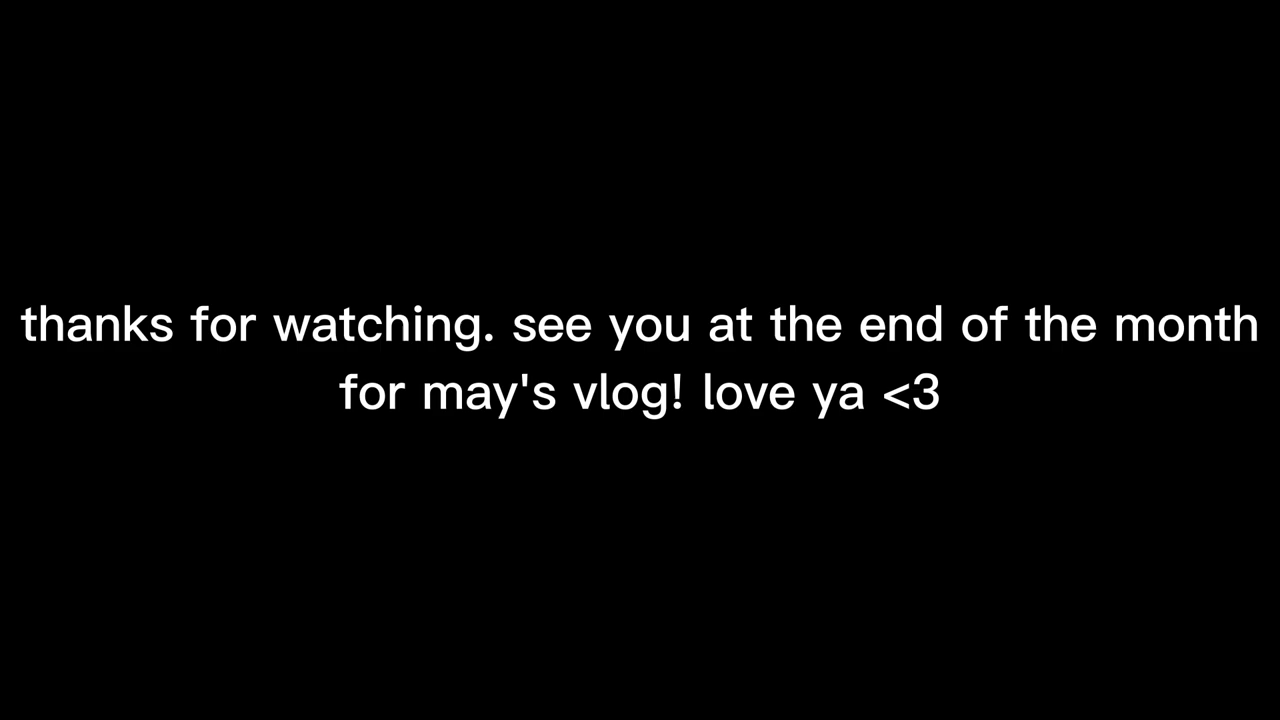 thanks for watching. see you at the end of the month
for may's vlog! love ya <3